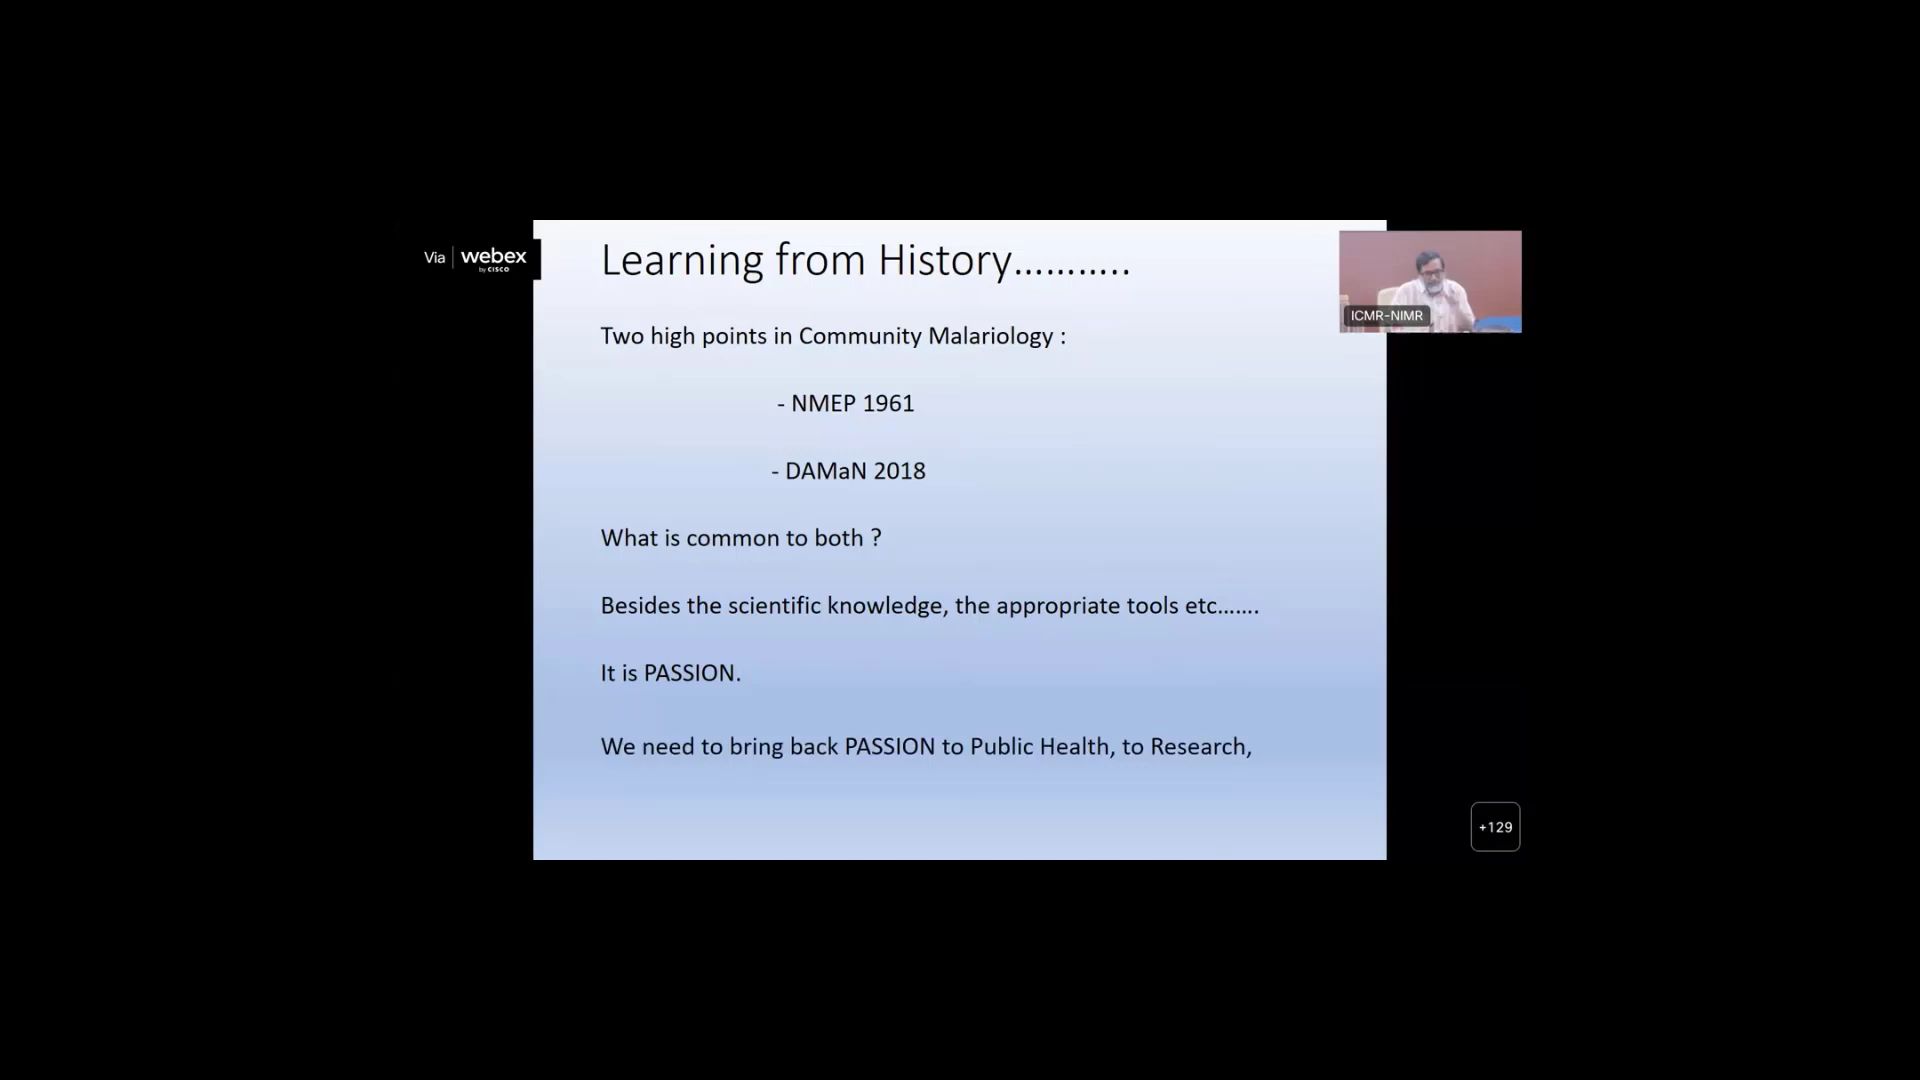 Via webex
by CISCO
Learning from History...........
ICMR-NIMR
Two high points in Community Malariology :
- NMEP 1961
- DAMaN 2018
What is common to both ?
Besides the scientific knowledge, the appropriate tools etc.......
It is PASSION.
We need to bring back PASSION to Public Health, to Research,
+129